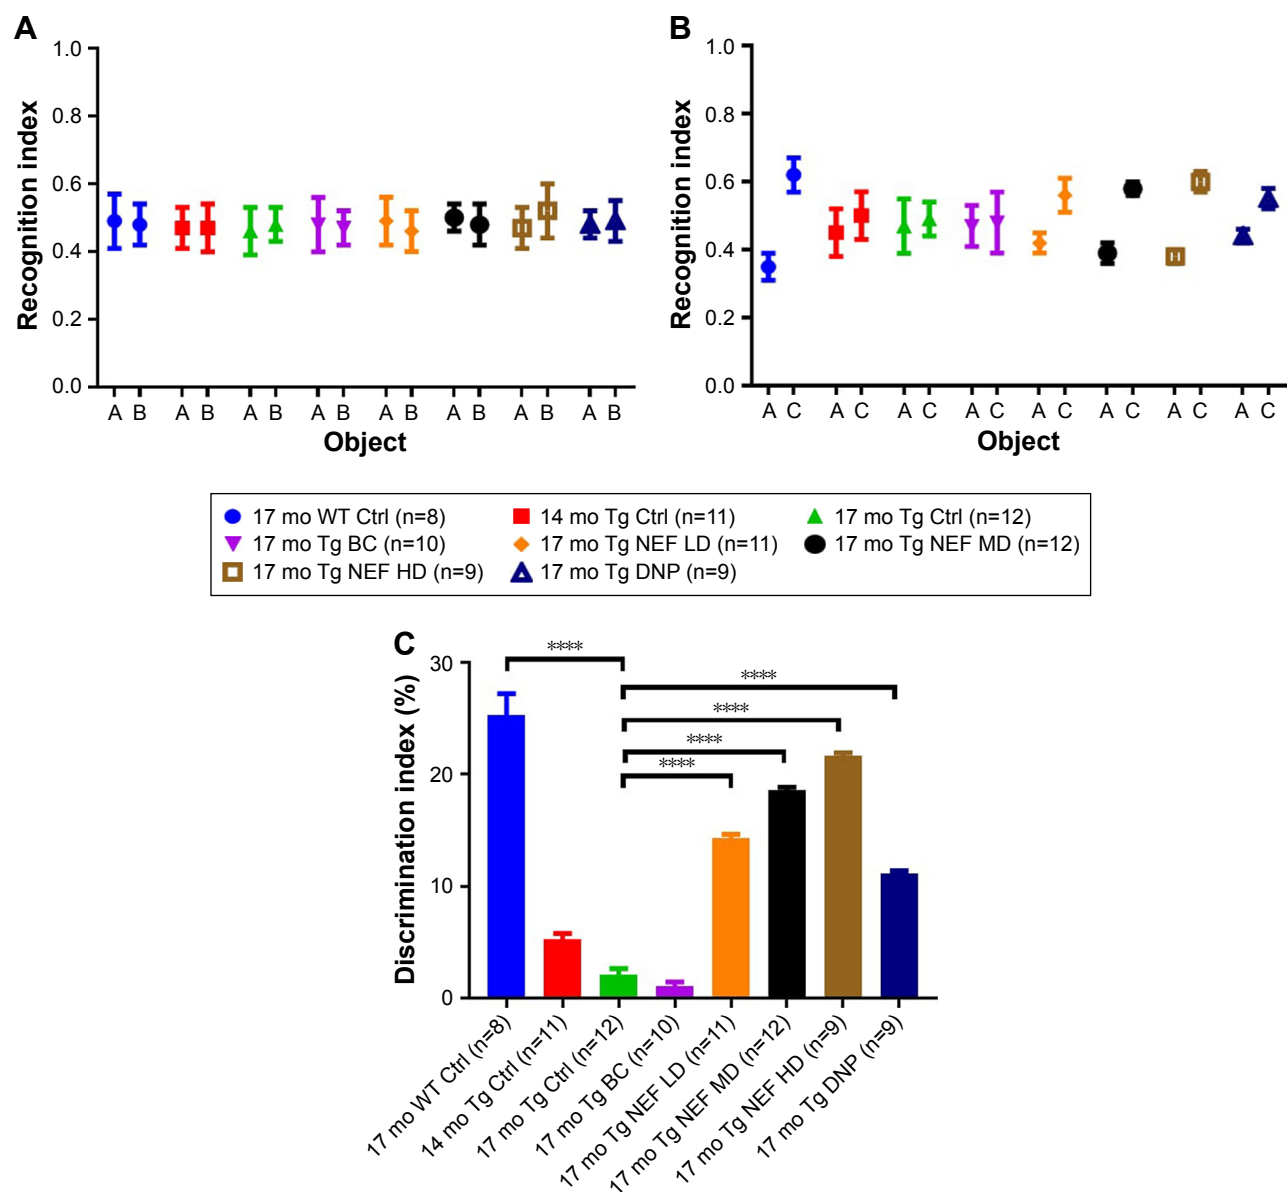 A
B
1.0
0.8
0.6
0.4
0.2
0.0
Recognition index
A B A B A B A B A B A B A B A B
Object
1.0
0.8
0.6
0.4
0.2
0.0
Recognition index
A C A C A C A C A C A C A C A C
Object
17 mo WT Ctrl (n=8) 14 mo Tg Ctrl (n=11) 17 mo Tg Ctrl (n=12)
17 mo Tg BC (n=10) 17 mo Tg NEF LD (n=11) 17 mo Tg NEF MD (n=12)
17 mo Tg NEF HD (n=9) 17 mo Tg DNP (n=9)
C
30
20
10
0
Discrimination index (%)
****
****
****
****
****
17 mo WT Ctrl (n=8)
14 mo Tg Ctrl (n=11)
17 mo Tg Ctrl (n=12)
17 mo Tg BC (n=10)
17 mo Tg NEF LD (n=11)
17 mo Tg NEF MD (n=12)
17 mo Tg NEF HD (n=9)
17 mo Tg DNP (n=9)